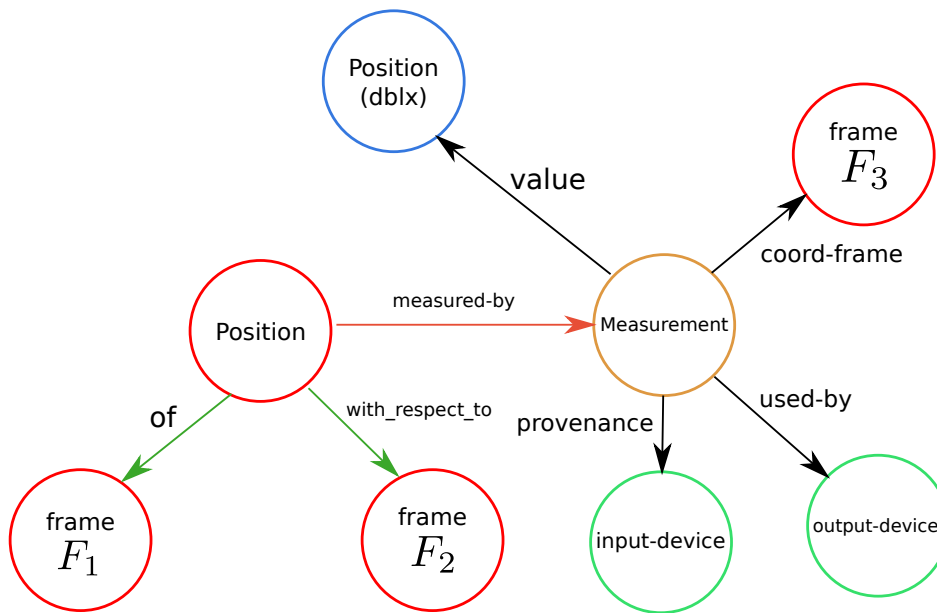 Position
(dblx)
frame
F₃
value
coord-frame
measured-by
Position
Measurement
of
with_respect_to
provenance
used-by
frame
F₁
frame
F₂
input-device
output-device